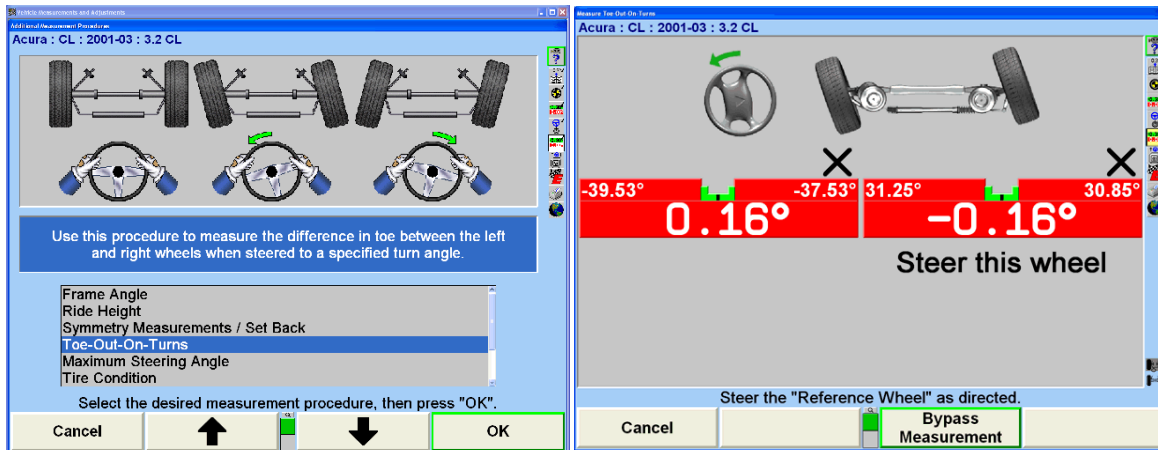 Vehicle Measurements and Adjustments
Additional Measurement Procedures
Acura : CL : 2001-03 : 3.2 CL
Use this procedure to measure the difference in toe between the left
and right wheels when steered to a specified turn angle.
Frame Angle
Ride Height
Symmetry Measurements / Set Back
Toe-Out-On-Turns
Maximum Steering Angle
Tire Condition
Select the desired measurement procedure, then press "OK".
Cancel
OK
Measure Toe-Out-On-Turns
Acura : CL : 2001-03 : 3.2 CL
-39.53° -37.53° 31.25° 30.85°
0.16° -0.16°
Steer this wheel
Steer the "Reference Wheel" as directed.
Cancel
Bypass
Measurement